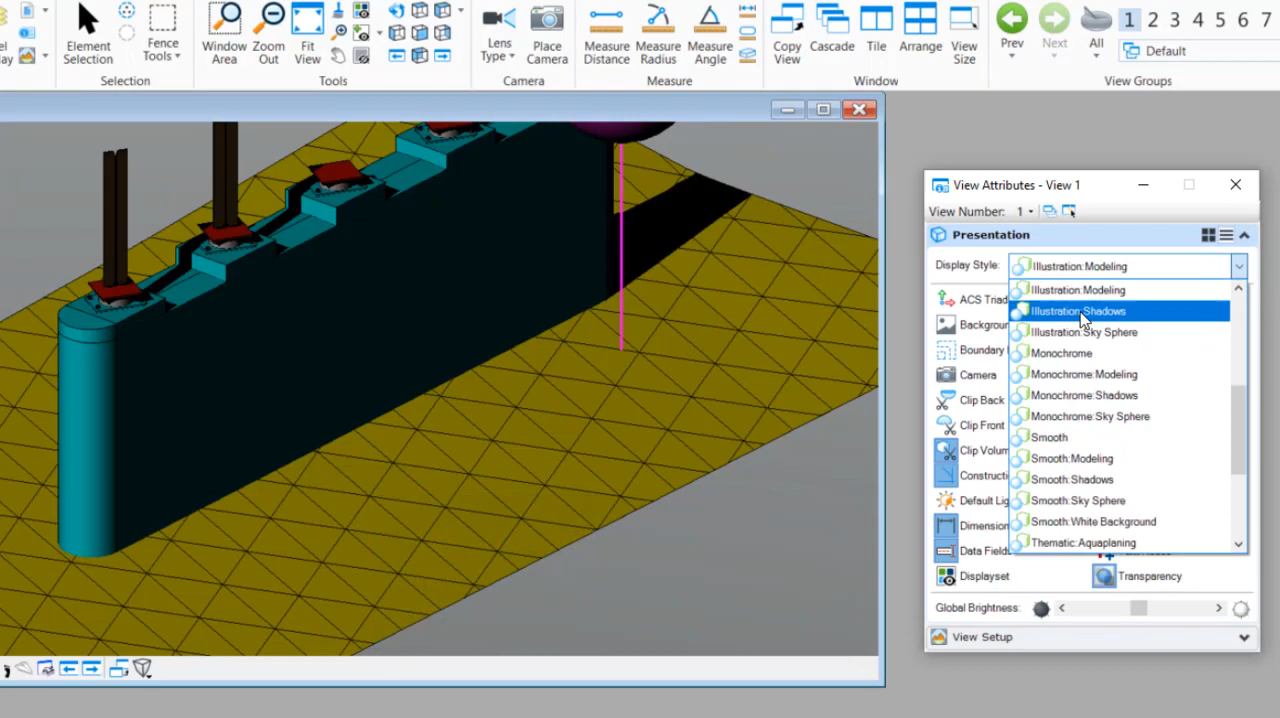 Element
Selection
Fence
Tools
Selection
Window
Area
Zoom
Out
Fit
View
Tools
Lens
Type
Place
Camera
Camera
Measure
Distance
Measure
Radius
Measure
Angle
Measure
Copy
View
Cascade
Tile
Arrange
View
Size
Window
Prev
Next
All
1 2 3 4 5 6 7
Default
View Groups
View Attributes - View 1
View Number: 1
Presentation
Display Style: Illustration:Modeling
Illustration:Modeling
Illustration:Shadows
Illustration:Sky Sphere
Monochrome
Monochrome:Modeling
Monochrome:Shadows
Monochrome:Sky Sphere
Smooth
Smooth:Modeling
Smooth:Shadows
Smooth:Sky Sphere
Smooth:White Background
Thematic:Aquaplaning
ACS Triad
Camera
Clip Back
Clip Front
Displayset
Transparency
Global Brightness:
View Setup